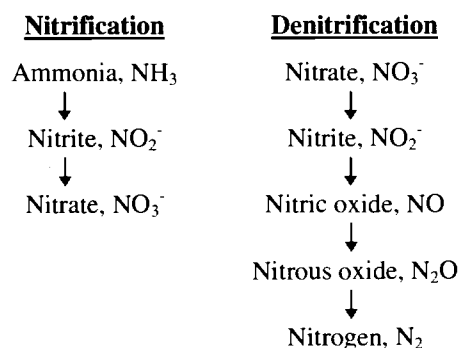 Nitrification
Ammonia, NH₃
↓
Nitrite, NO₂⁻
↓
Nitrate, NO₃⁻
Denitrification
Nitrate, NO₃⁻
↓
Nitrite, NO₂⁻
↓
Nitric oxide, NO
↓
Nitrous oxide, N₂O
↓
Nitrogen, N₂